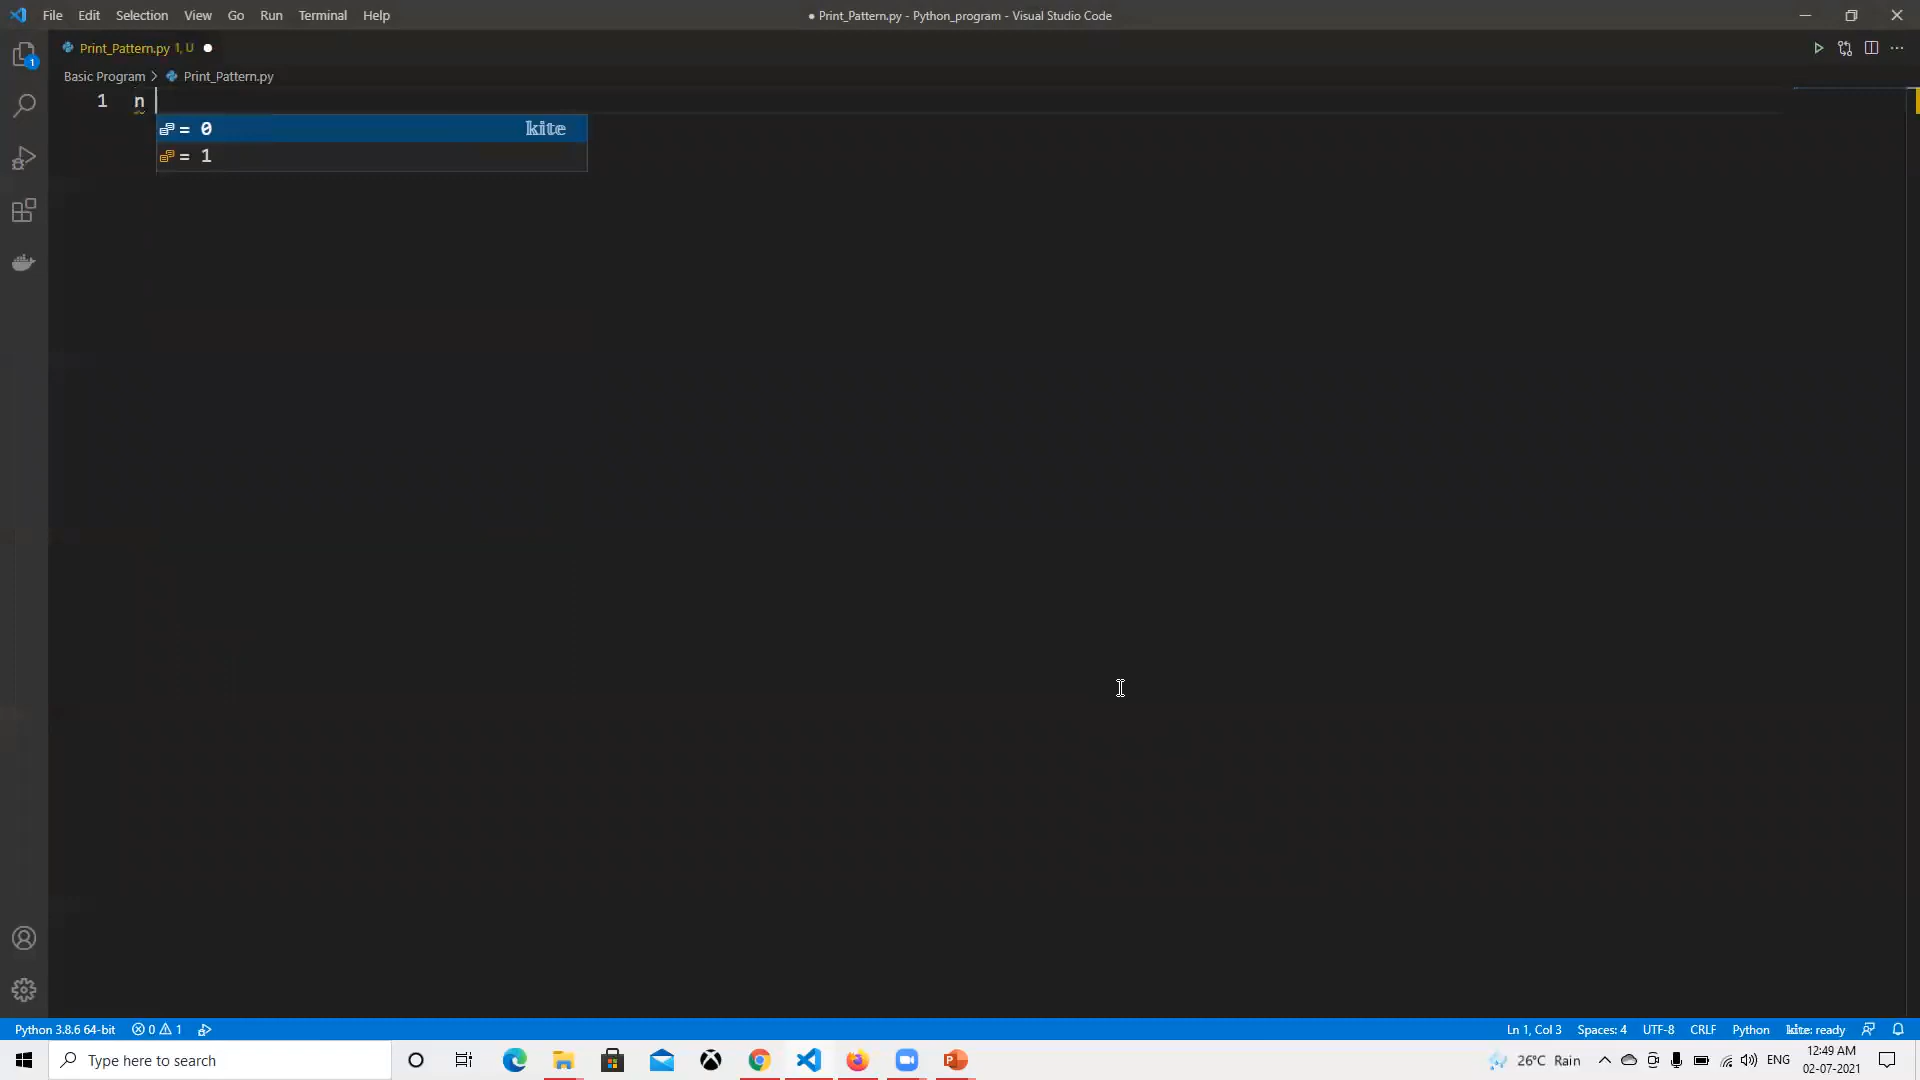 File Edit Selection View Go Run Terminal Help
● Print_Pattern.py - Python_program - Visual Studio Code
1
Print_Pattern.py 1, U
Basic Program > Print_Pattern.py
1 n
= 0 kite
= 1
Python 3.8.6 64-bit 0 1
Ln 1, Col 3 Spaces: 4 UTF-8 CRLF Python kite: ready
Type here to search
26°C Rain
ENG
12:49 AM
02-07-2021